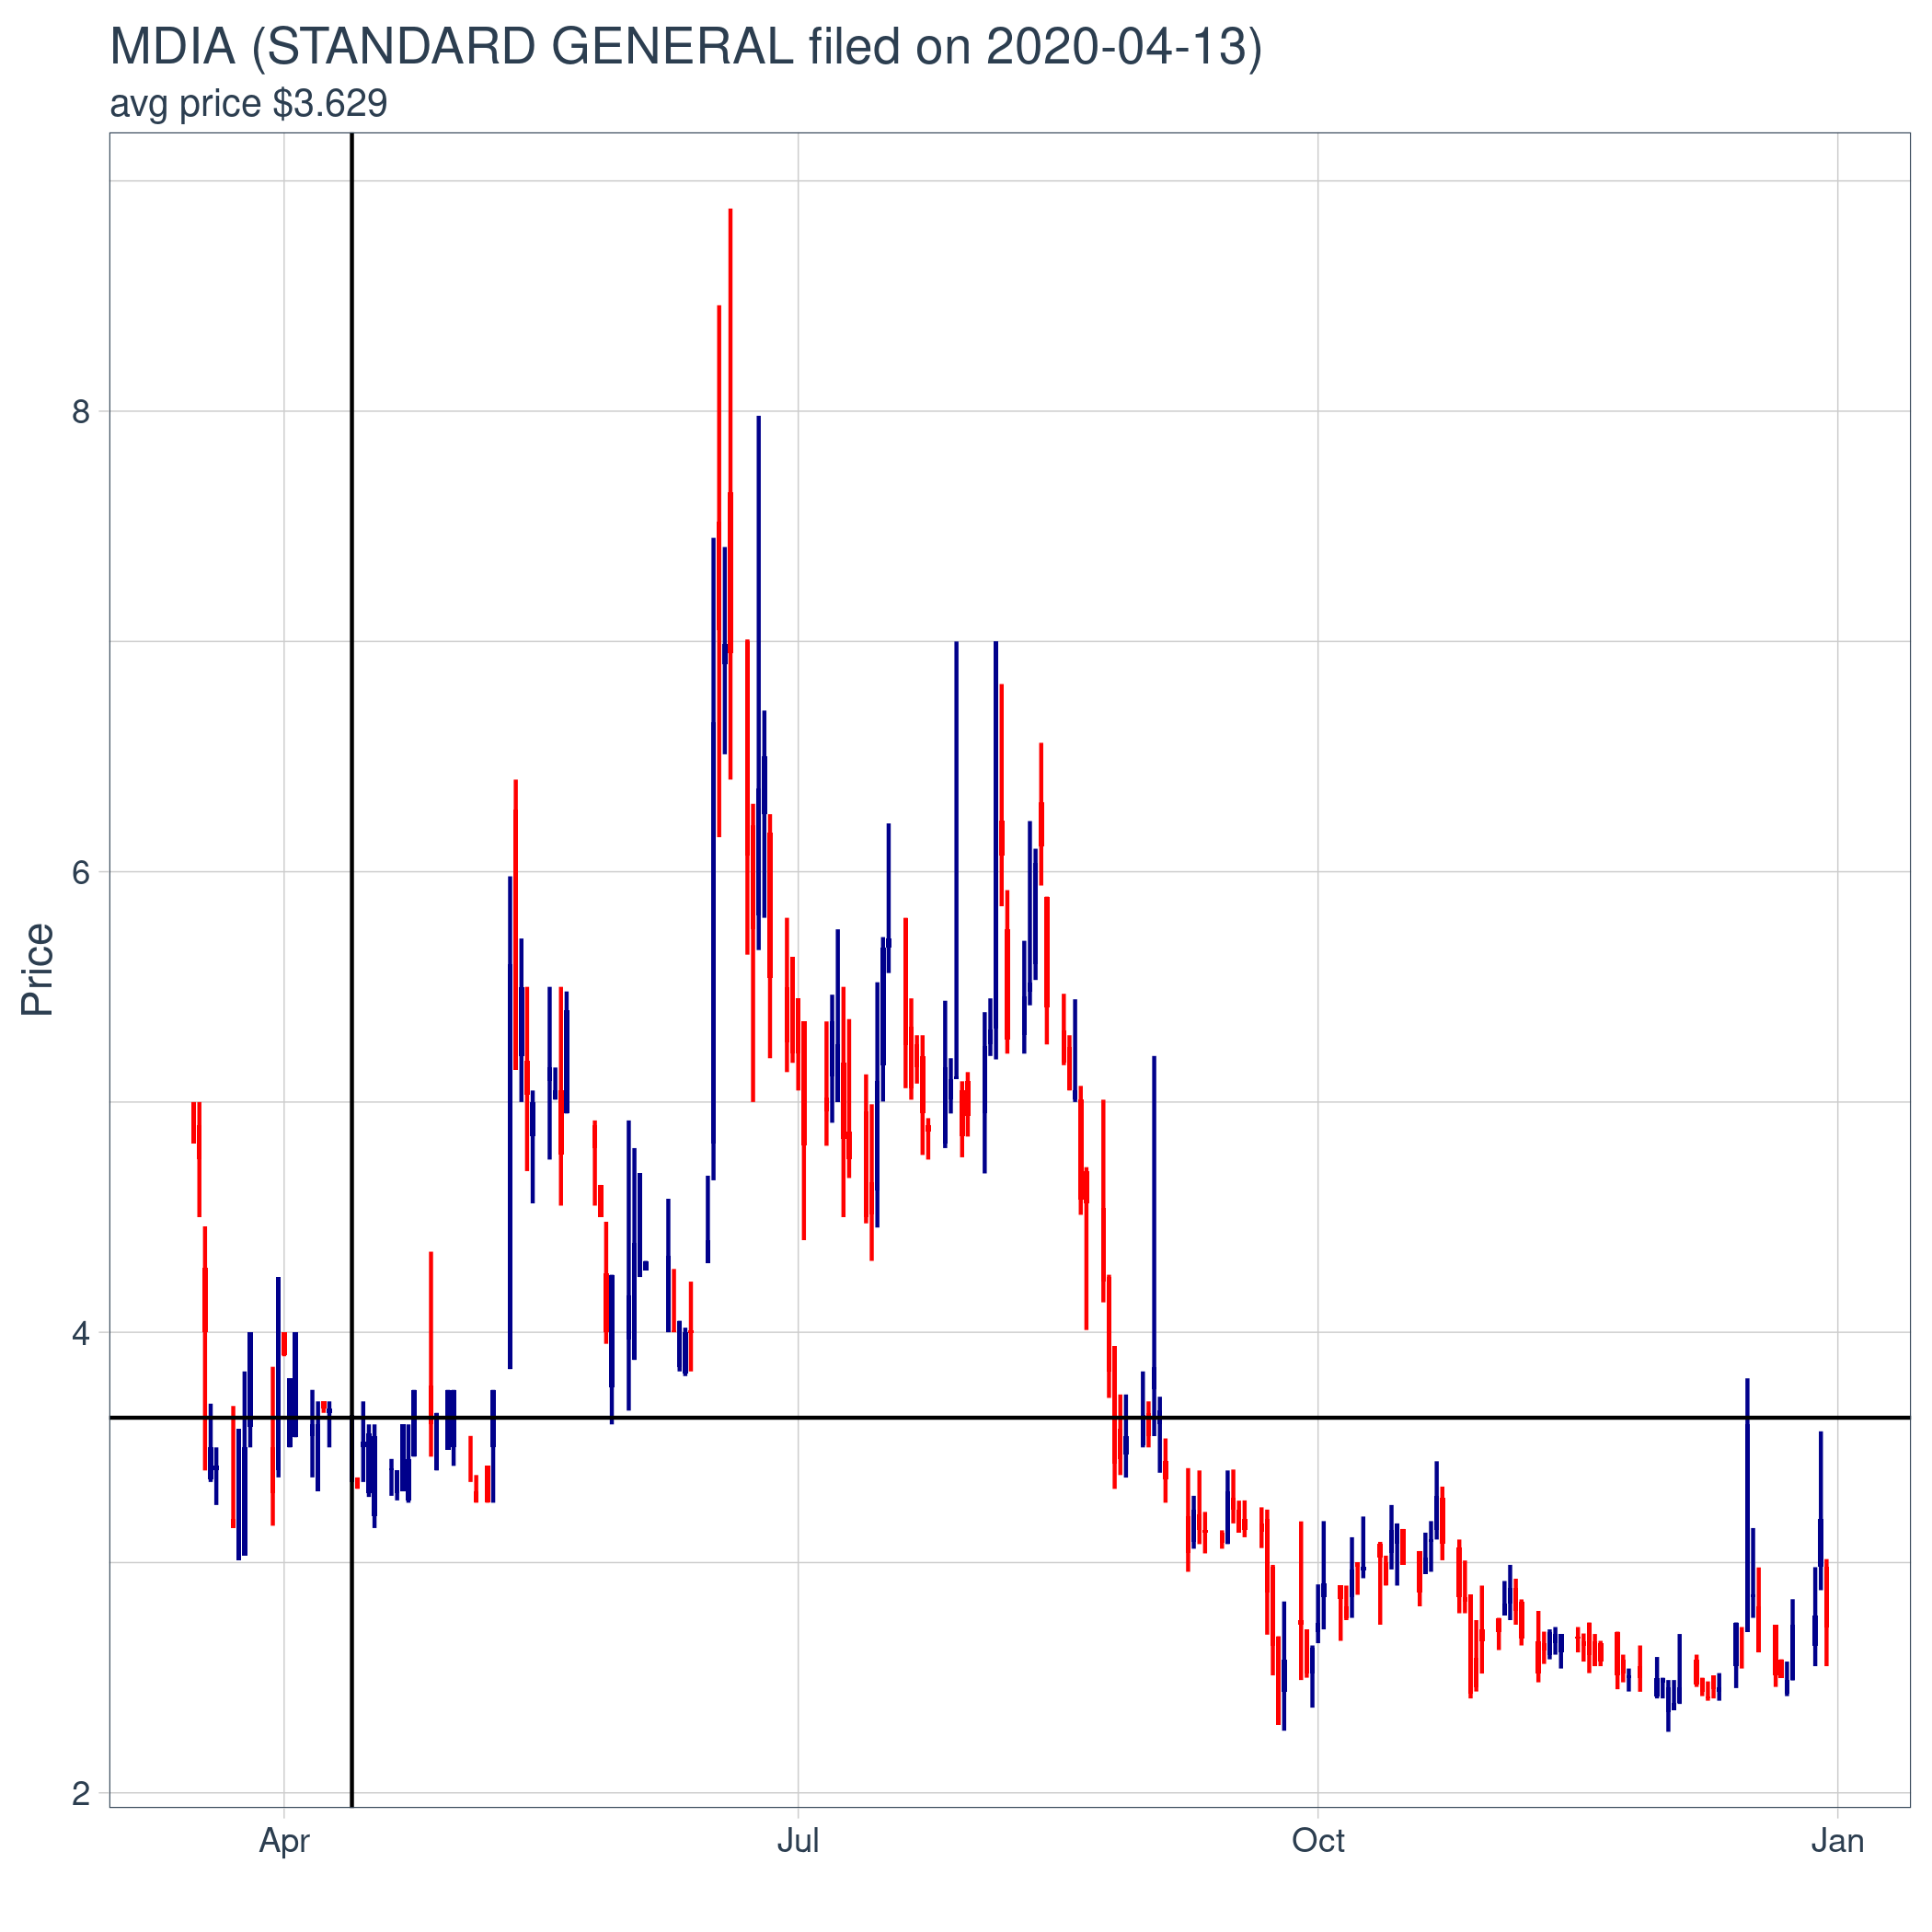 MDIA (STANDARD GENERAL filed on 2020-04-13)
avg price $3.629
8
6
4
2
Price
Apr
Jul
Oct
Jan